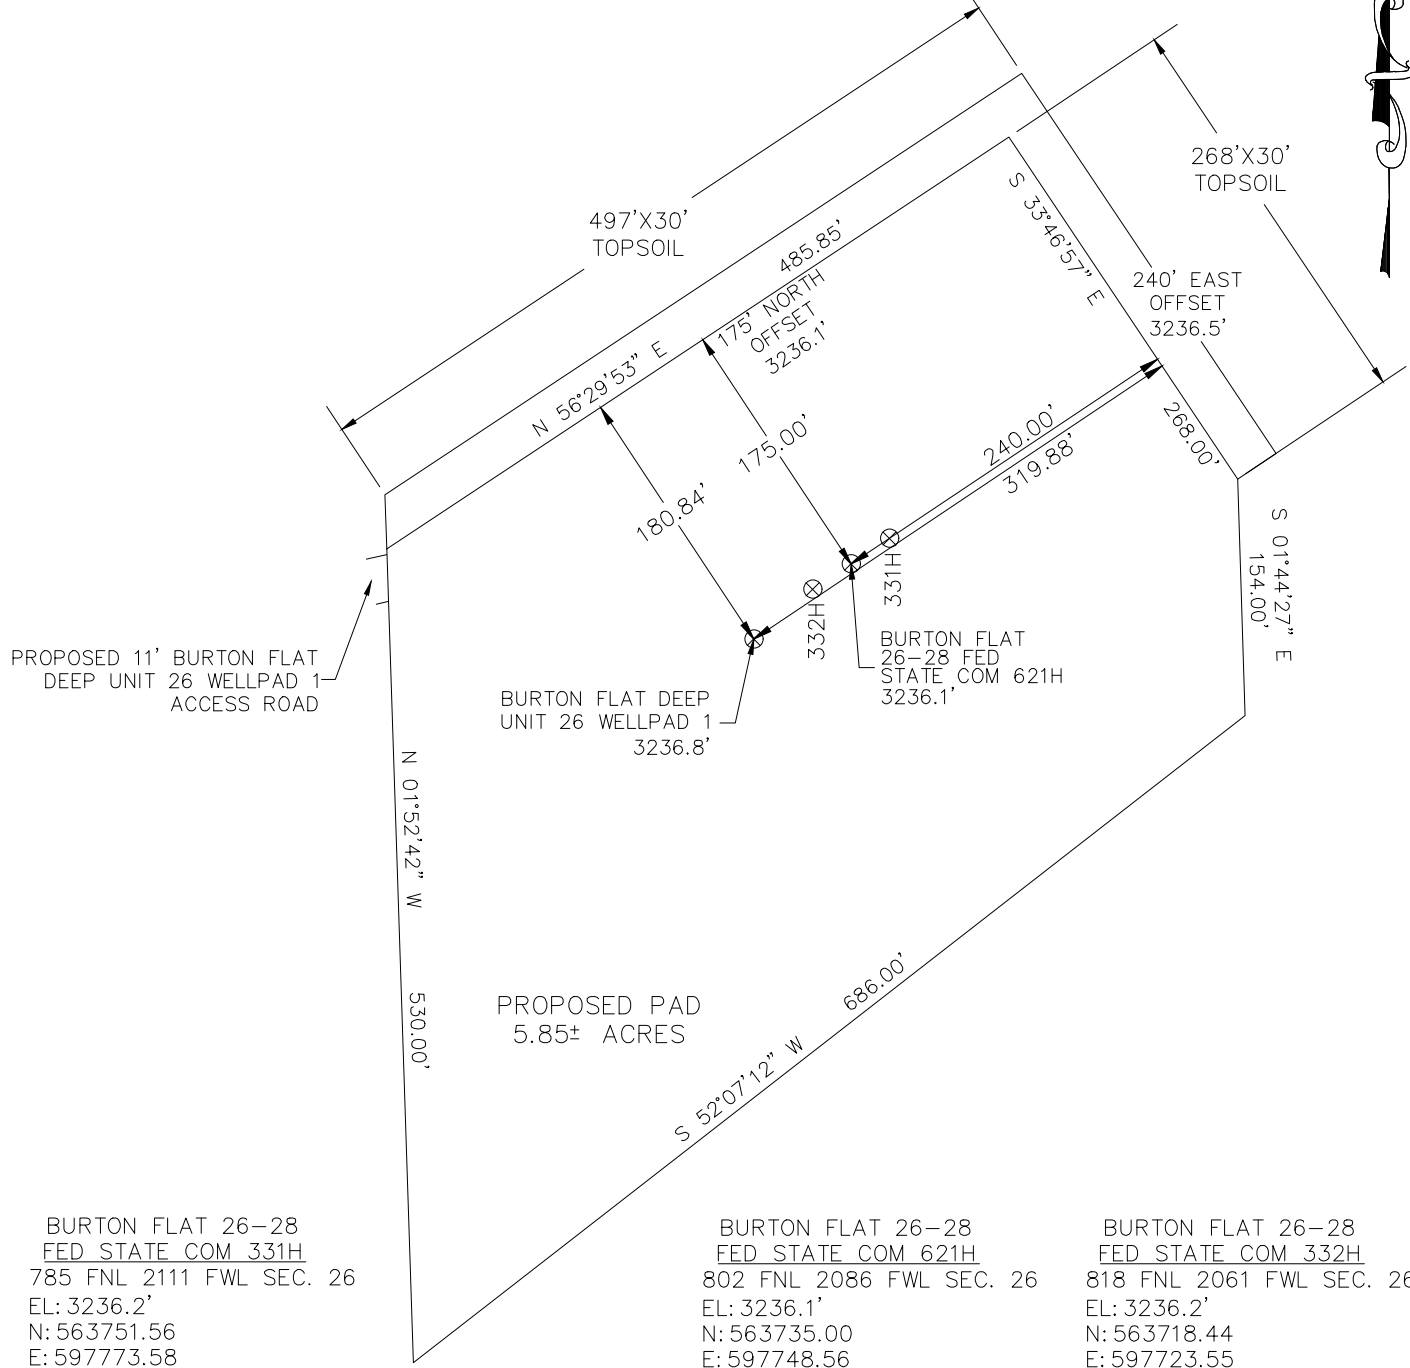 268'X30'
TOPSOIL
497'X30'
TOPSOIL
S 33°46'57" E
485.85'
175' NORTH
OFFSET
3236.1'
240' EAST
OFFSET
3236.5'
N 56°29'53" E
175.00'
180.84'
240.00'
319.88'
268.00'
331H
332H
S 01°44'27" E
154.00'
PROPOSED 11' BURTON FLAT
DEEP UNIT 26 WELLPAD 1
ACCESS ROAD
BURTON FLAT
26-28 FED
STATE COM 621H
3236.1'
BURTON FLAT DEEP
UNIT 26 WELLPAD 1
3236.8'
N 01°52'42" W
530.00'
PROPOSED PAD
5.85± ACRES
686.00'
S 52°07'12" W
BURTON FLAT 26-28
FED STATE COM 331H
785 FNL 2111 FWL SEC. 26
EL: 3236.2'
N: 563751.56
E: 597773.58
BURTON FLAT 26-28
FED STATE COM 621H
802 FNL 2086 FWL SEC. 26
EL: 3236.1'
N: 563735.00
E: 597748.56
BURTON FLAT 26-28
FED STATE COM 332H
818 FNL 2061 FWL SEC. 26
EL: 3236.2'
N: 563718.44
E: 597723.55